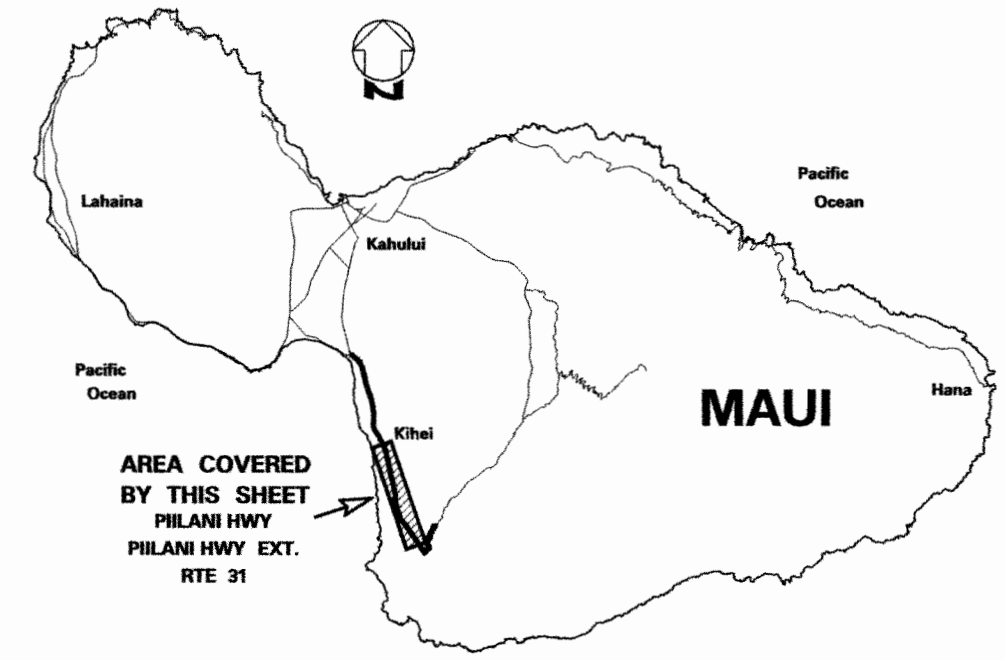 N
Lahaina
Kahului
Pacific
Ocean
Pacific
Ocean
Hana
MAUI
Kihei
AREA COVERED
BY THIS SHEET
PIILANI HWY
PIILANI HWY EXT.
RTE 31